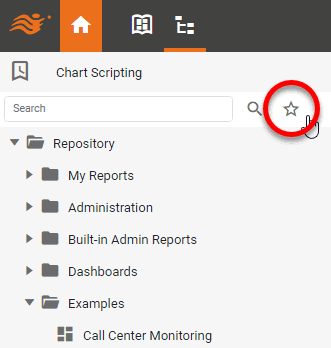 Chart Scripting
Search
Repository
My Reports
Administration
Built-in Admin Reports
Dashboards
Examples
Call Center Monitoring